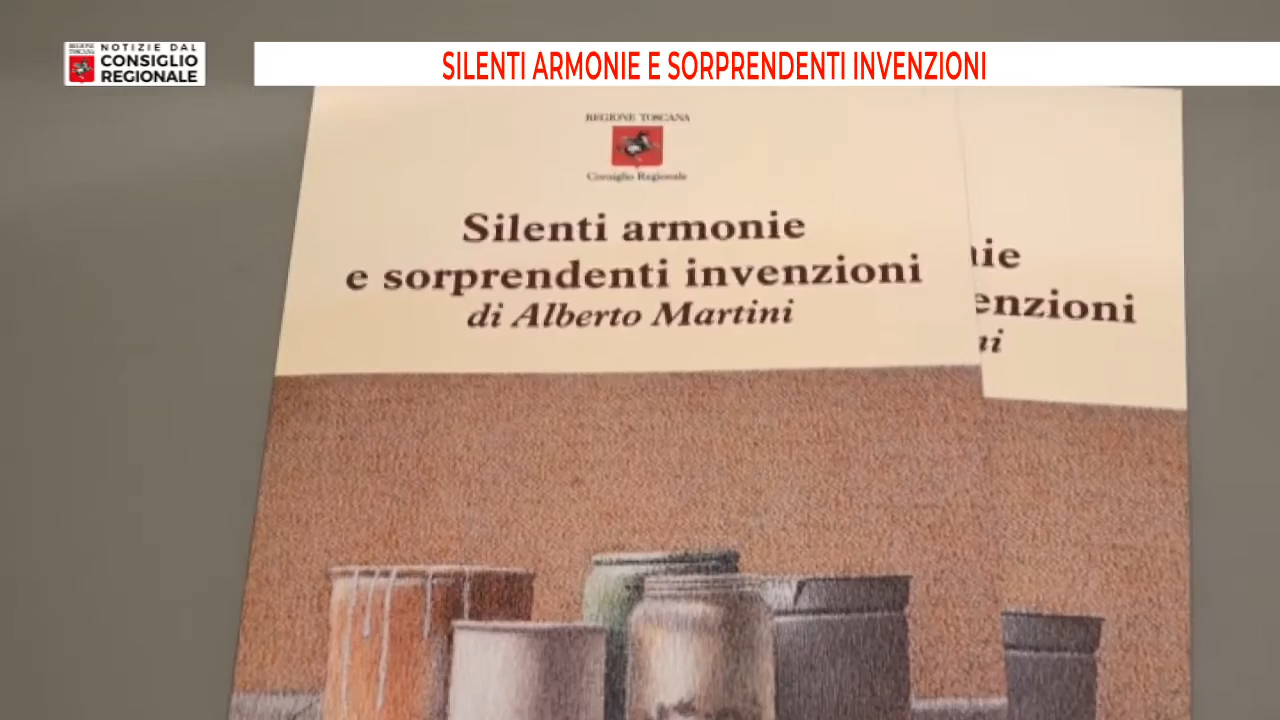 REGIONE TOSCANA
NOTIZIE DAL
CONSIGLIO
REGIONALE
SILENTI ARMONIE E SORPRENDENTI INVENZIONI
REGIONE TOSCANA
Consiglio Regionale
Silenti armonie
e sorprendenti invenzioni
di Alberto Martini
nie
enzioni
ni